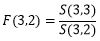 F(3,2) = S(3,3)/S(3,2)